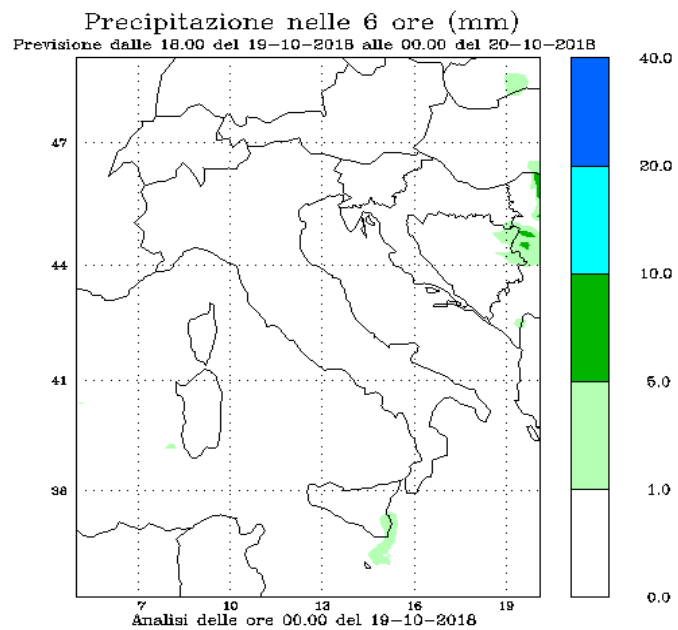 Precipitazione nelle 6 ore (mm)
Previsione dalle 18.00 del 19-10-2018 alle 00.00 del 20-10-2018
40.0
47
20.0
44
10.0
41
5.0
38
1.0
0.0
7 10 13 16 19
Analisi delle ore 00.00 del 19-10-2018